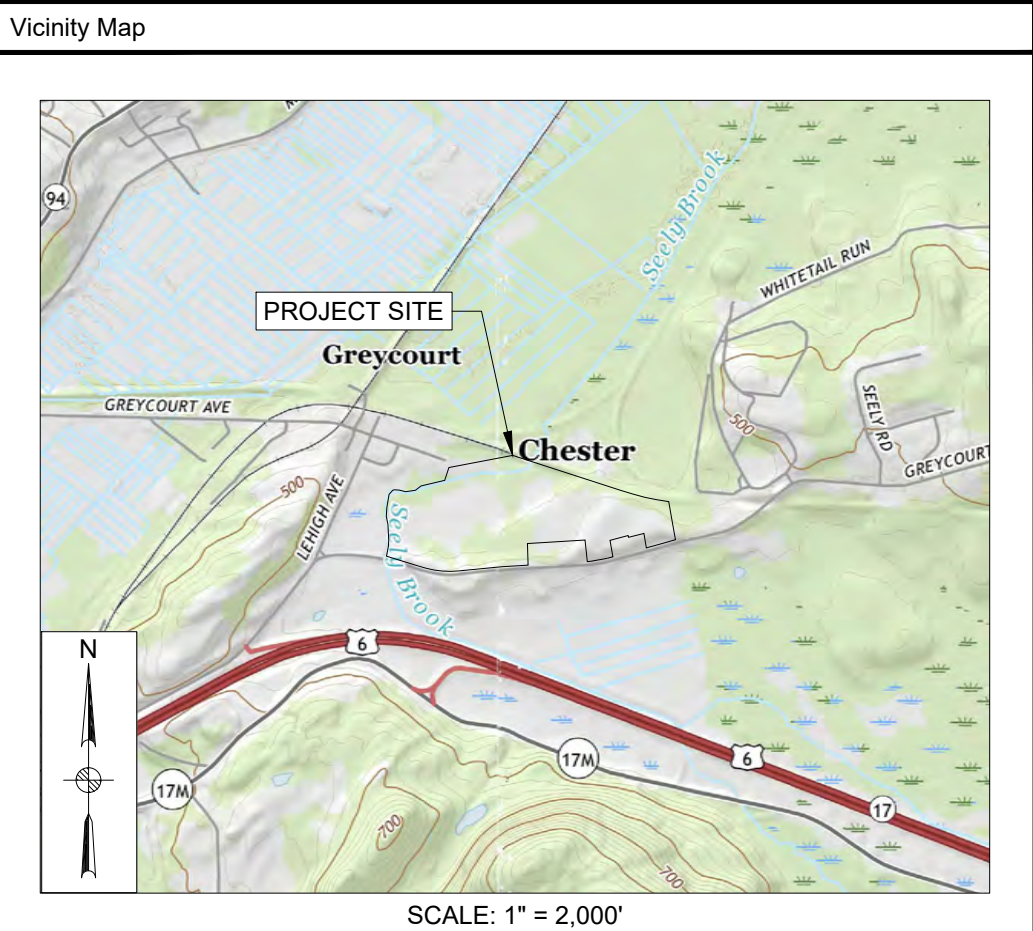 Vicinity Map
94
Seely Brook
WHITETAIL RUN
PROJECT SITE
Greycourt
GREYCOURT AVE
SEELY RD
500
Chester
GREYCOURT
500
LEHIGH AVE
Seely Brook
N
6
6
17M
17M
17
700
700
SCALE: 1" = 2,000'